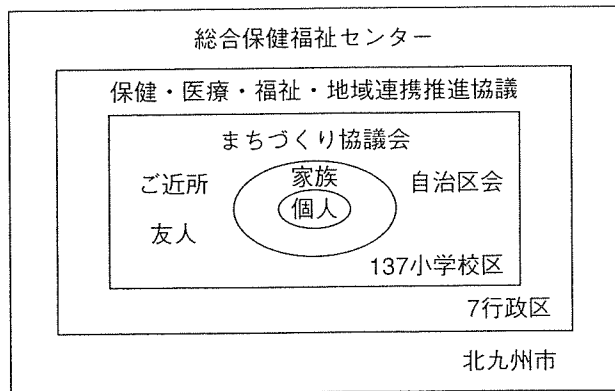 総合保健福祉センター
保健・医療・福祉・地域連携推進協議
まちづくり協議会
ご近所
家族
自治区会
個人
友人
137小学校区
7行政区
北九州市